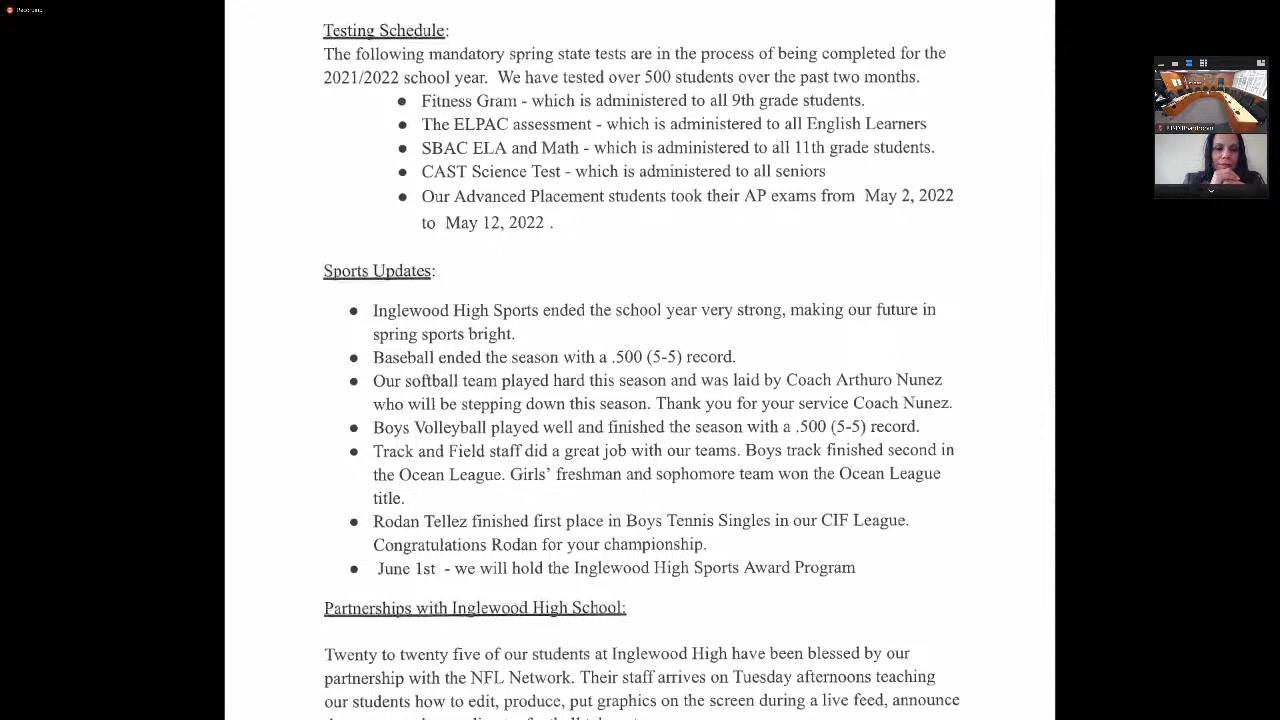 Recording
Testing Schedule:
The following mandatory spring state tests are in the process of being completed for the
2021/2022 school year. We have tested over 500 students over the past two months.
● Fitness Gram - which is administered to all 9th grade students.
● The ELPAC assessment - which is administered to all English Learners
● SBAC ELA and Math - which is administered to all 11th grade students.
● CAST Science Test - which is administered to all seniors
● Our Advanced Placement students took their AP exams from May 2, 2022
to May 12, 2022 .
Sports Updates:
● Inglewood High Sports ended the school year very strong, making our future in
spring sports bright.
● Baseball ended the season with a .500 (5-5) record.
● Our softball team played hard this season and was laid by Coach Arthuro Nunez
who will be stepping down this season. Thank you for your service Coach Nunez.
● Boys Volleyball played well and finished the season with a .500 (5-5) record.
● Track and Field staff did a great job with our teams. Boys track finished second in
the Ocean League. Girls’ freshman and sophomore team won the Ocean League
title.
● Rodan Tellez finished first place in Boys Tennis Singles in our CIF League.
Congratulations Rodan for your championship.
● June 1st - we will hold the Inglewood High Sports Award Program
Partnerships with Inglewood High School:
Twenty to twenty five of our students at Inglewood High have been blessed by our
partnership with the NFL Network. Their staff arrives on Tuesday afternoons teaching
our students how to edit, produce, put graphics on the screen during a live feed, announce